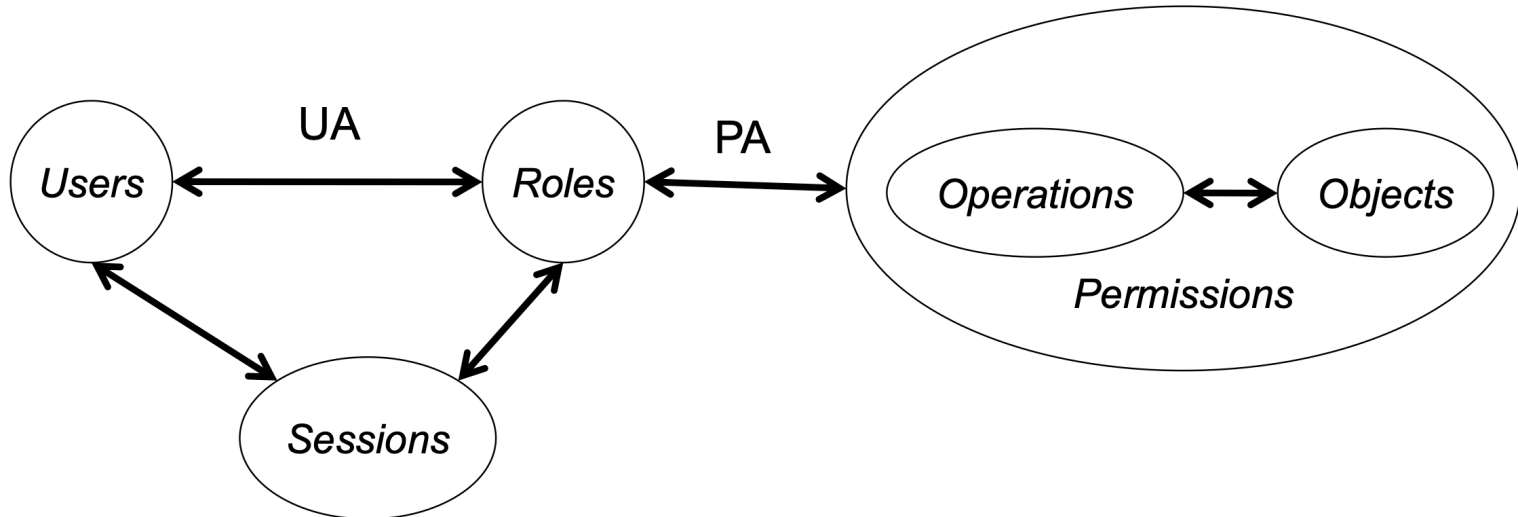 UA
PA
Users
Roles
Operations
Objects
Permissions
Sessions